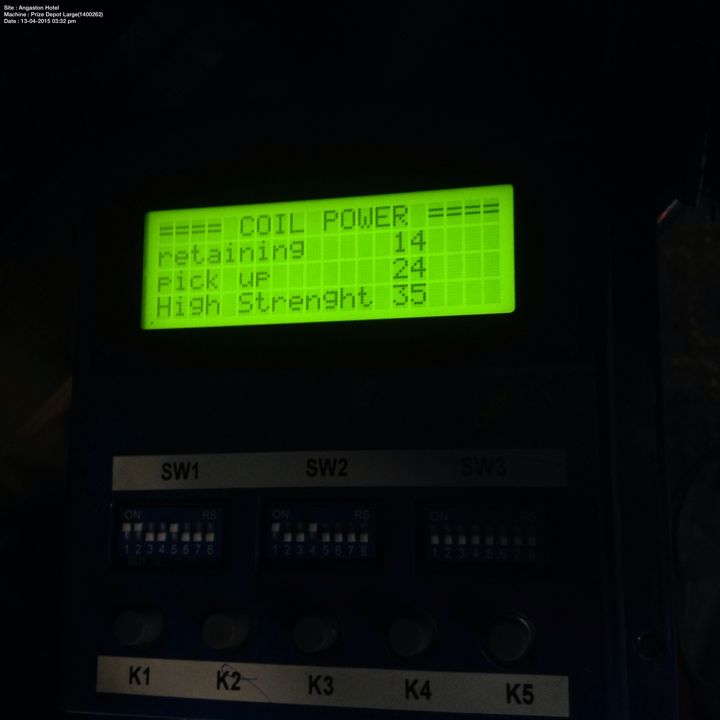 Site : Angaston Hotel
Machine : Prize Depot Large(1400262)
Date : 13-04-2015 03:32 pm
==== COIL POWER ====
retaining 14
pick up 24
High Strenght 35
SW1 SW2 SW3
ON RS ON RS ON RS
1 2 3 4 5 6 7 8 1 2 3 4 5 6 7 8 1 2 3 4 5 6 7 8
K1 K2 K3 K4 K5